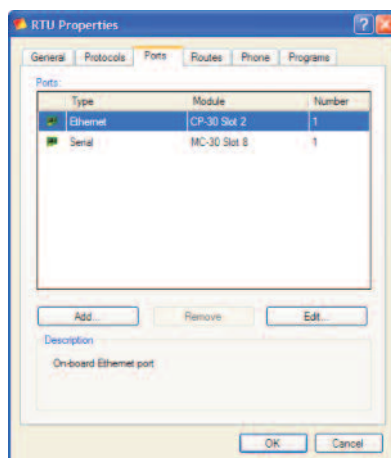 RTU Properties
General Protocols Ports Routes Phone Programs
Ports:
Type Module Number
Ethernet CP-30 Slot 2 1
Serial MC-30 Slot 8 1
Add... Remove Edit...
Description
On-board Ethernet port
OK Cancel